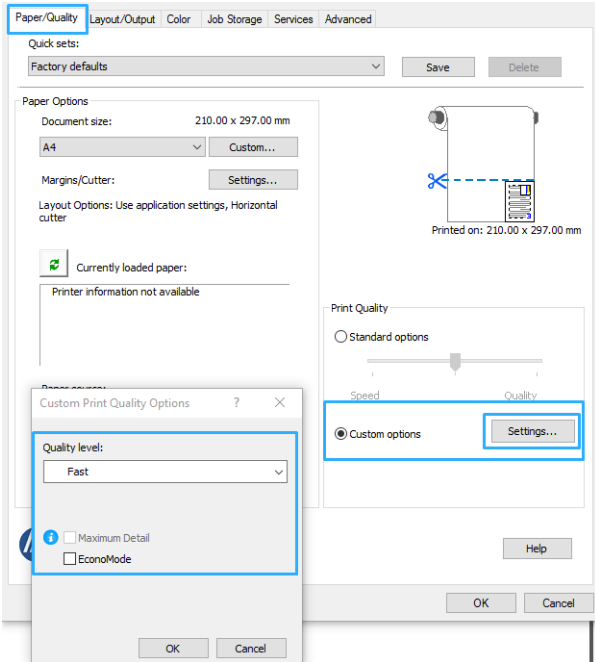 Paper/Quality Layout/Output Color Job Storage Services Advanced
Quick sets:
Factory defaults Save Delete
Paper Options
Document size: 210.00 x 297.00 mm
A4 Custom...
Margins/Cutter: Settings...
Layout Options: Use application settings, Horizontal
cutter
Printed on: 210.00 x 297.00 mm
Currently loaded paper:
Printer information not available
Print Quality
Standard options
Speed Quality
Custom options Settings...
Paper source:
Custom Print Quality Options ? ×
Quality level:
Fast
Maximum Detail
EconoMode
Help
OK Cancel
OK Cancel